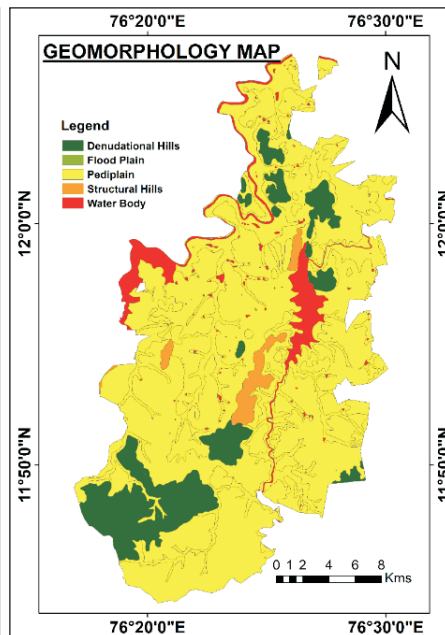 76°20'0"E 76°30'0"E
GEOMORPHOLOGY MAP
N
Legend
Denudational Hills
Flood Plain
Pediplain
Structural Hills
Water Body
12°0'0"N 12°0'0"N
11°50'0"N 11°50'0"N
0 1 2 4 6 8
Kms
76°20'0"E 76°30'0"E